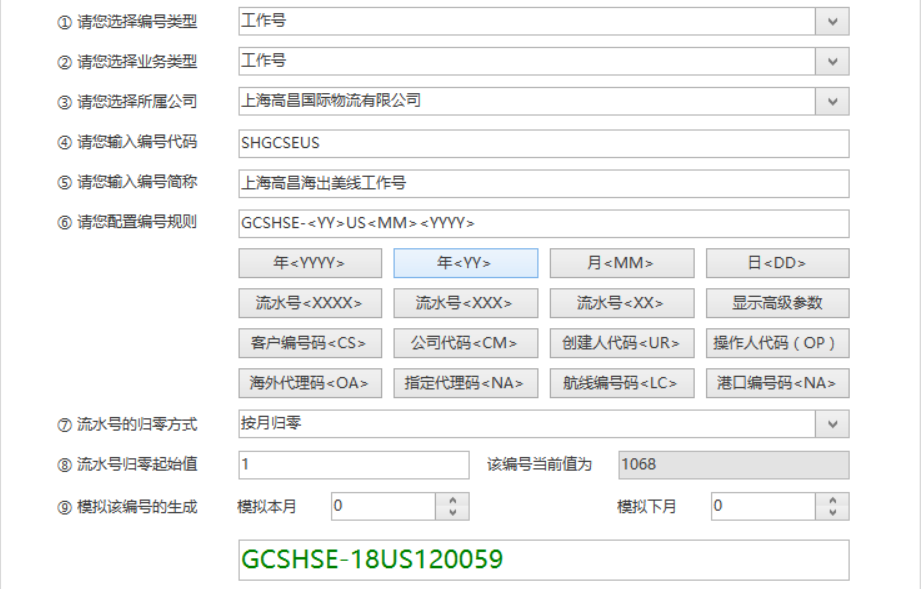 ① 请您选择编号类型 工作号
② 请您选择业务类型 工作号
③ 请您选择所属公司 上海高昌国际物流有限公司
④ 请您输入编号代码 SHGCSEUS
⑤ 请您输入编号简称 上海高昌海出美线工作号
⑥ 请您配置编号规则 GCSHSE-<YY>US<MM><YYYY>
年<YYYY> 年<YY> 月<MM> 日<DD>
流水号<XXXX> 流水号<XXX> 流水号<XX> 显示高级参数
客户编号码<CS> 公司代码<CM> 创建人代码<UR> 操作人代码（OP）
海外代理码<OA> 指定代理码<NA> 航线编号码<LC> 港口编号码<NA>
⑦ 流水号的归零方式 按月归零
⑧ 流水号归零起始值 1 该编号当前值为 1068
⑨ 模拟该编号的生成 模拟本月 0 模拟下月 0
GCSHSE-18US120059